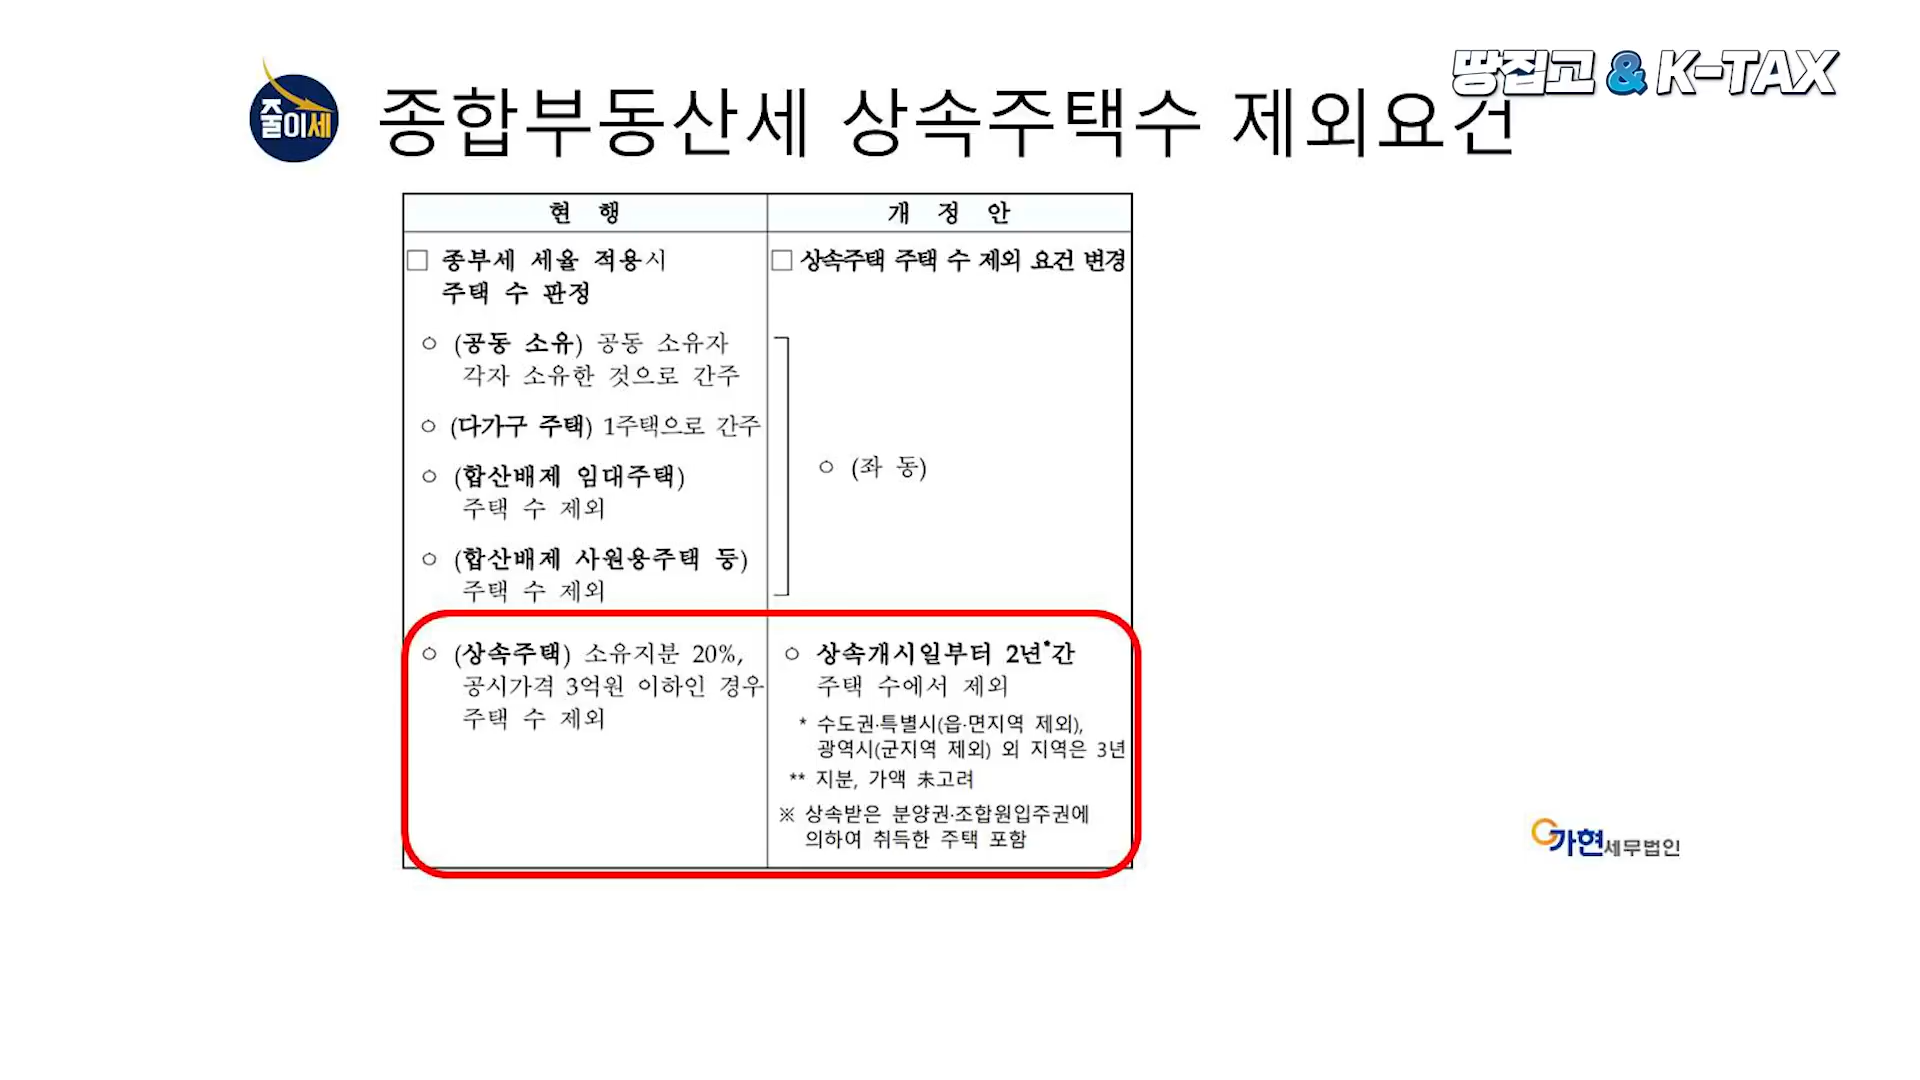 땅집고 & K-TAX
줄이세
종합부동산세 상속주택수 제외요건
현 행
개 정 안
□ 종부세 세율 적용시
주택 수 판정
○ (공동 소유) 공동 소유자
각자 소유한 것으로 간주
○ (다가구 주택) 1주택으로 간주
○ (합산배제 임대주택)
주택 수 제외
○ (합산배제 사원용주택 등)
주택 수 제외
○ (상속주택) 소유지분 20%,
공시가격 3억원 이하인 경우
주택 수 제외
□ 상속주택 주택 수 제외 요건 변경
○ (좌 동)
○ 상속개시일부터 2년*간
주택 수에서 제외
* 수도권·특별시(읍·면지역 제외),
광역시(군지역 제외) 외 지역은 3년
** 지분, 가액 未고려
※ 상속받은 분양권·조합원입주권에
의하여 취득한 주택 포함
가현세무법인